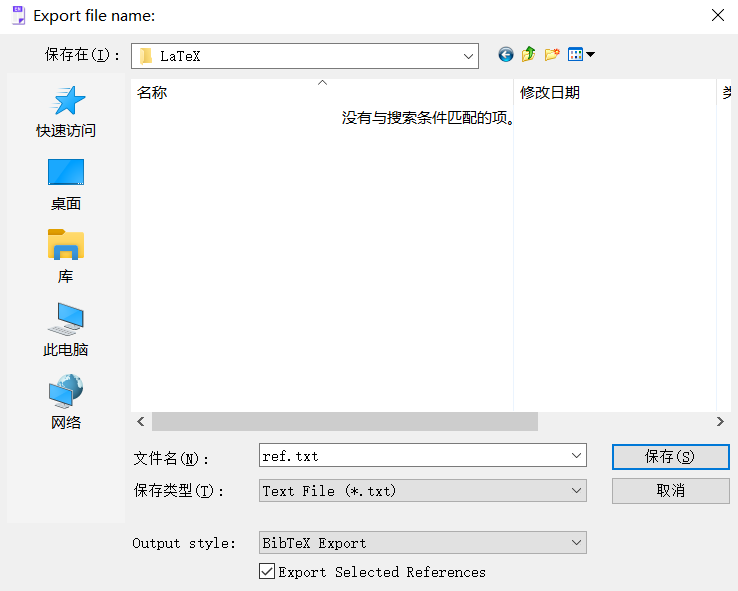 Export file name:
保存在(I):
LaTeX
名称
修改日期
没有与搜索条件匹配的项。
快速访问
桌面
库
此电脑
网络
文件名(N):
ref.txt
保存(S)
保存类型(T):
Text File (*.txt)
取消
Output style:
BibTeX Export
Export Selected References